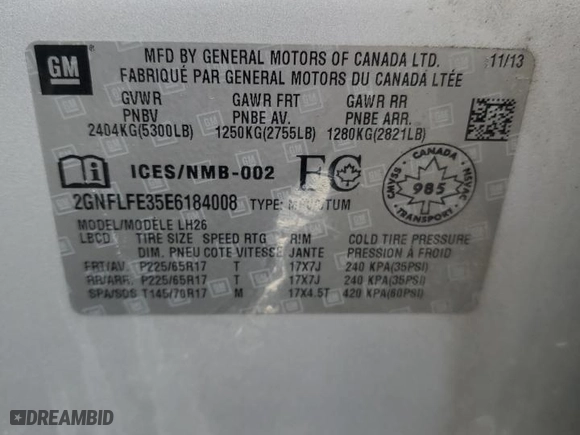 GM
MFD BY GENERAL MOTORS OF CANADA LTD. 11/13
FABRIQUÉ PAR GENERAL MOTORS DU CANADA LTÉE
GVWR GAWR FRT GAWR RR
PNBV PNBE AV. PNBE ARR.
2404KG(5300LB) 1250KG(2755LB) 1280KG(2821LB)
ICES/NMB-002
CANADA
CMVSS NSVAC
985
TRANSPORT
2GNFLFE35E6184008 TYPE: MPV/VTUM
MODEL/MODÈLE LH26
LBCD TIRE SIZE SPEED RTG RIM COLD TIRE PRESSURE
DIM. PNEU COTE VITESSE JANTE PRESSION À FROID
FRT/AV. P225/65R17 T 17X7J 240 KPA(35PSI)
RR/ARR. P225/65R17 T 17X7J 240 KPA(35PSI)
SPA/SOS T145/70R17 M 17X4.5T 420 KPA(60PSI)
DREAMBID